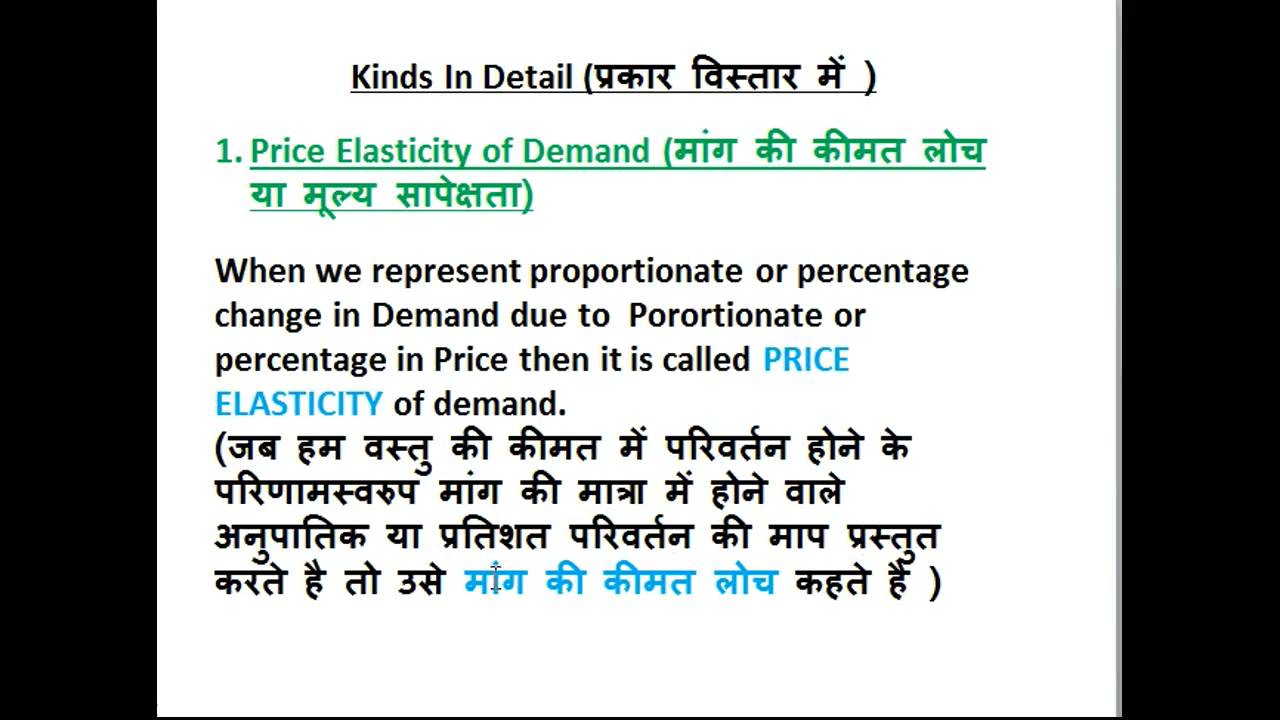 Kinds In Detail (प्रकार विस्तार में )
1. Price Elasticity of Demand (मांग की कीमत लोच
या मूल्य सापेक्षता)
When we represent proportionate or percentage
change in Demand due to Porortionate or
percentage in Price then it is called PRICE
ELASTICITY of demand.
(जब हम वस्तु की कीमत में परिवर्तन होने के
परिणामस्वरुप मांग की मात्रा में होने वाले
अनुपातिक या प्रतिशत परिवर्तन की माप प्रस्तुत
करते है तो उसे मांग की कीमत लोच कहते है )